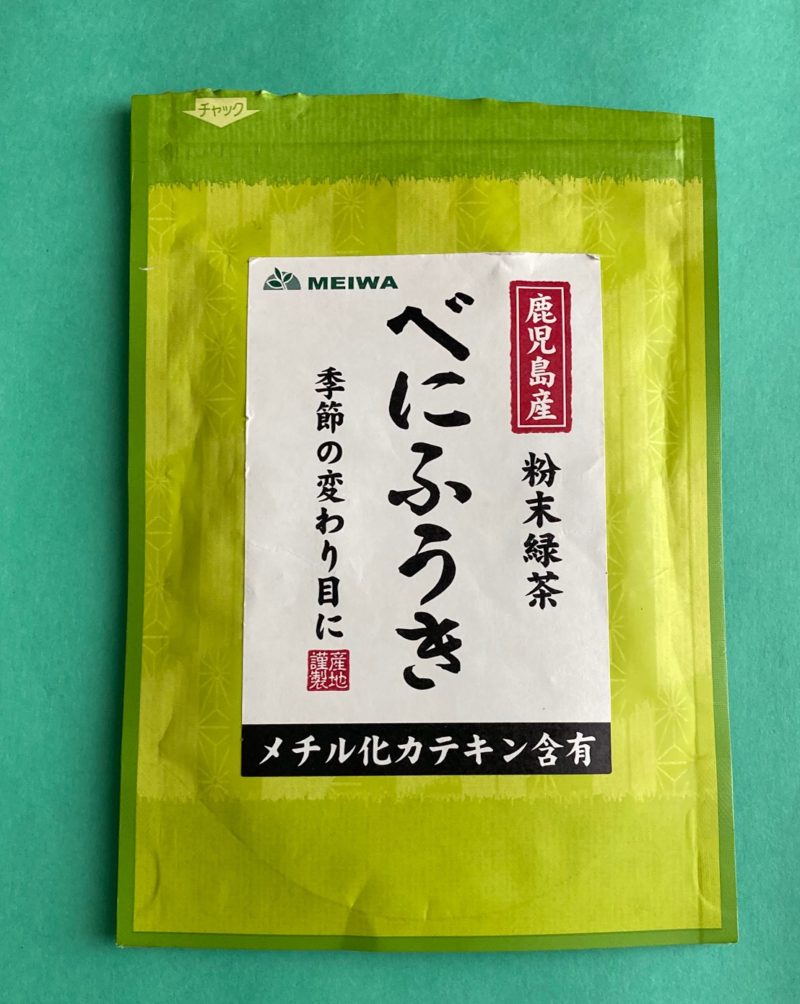 チャック
MEIWA
鹿児島産
粉末緑茶
べにふうき
季節の変わり目に
産地
謹製
メチル化カテキン含有